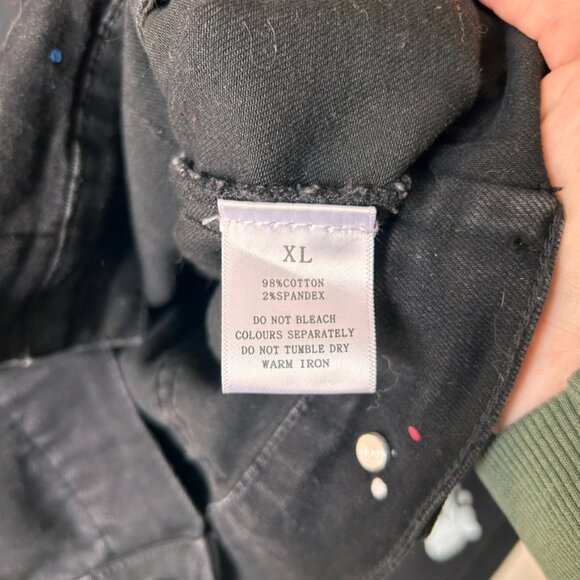 XL
98%COTTON
2%SPANDEX
DO NOT BLEACH
COLOURS SEPARATELY
DO NOT TUMBLE DRY
WARM IRON